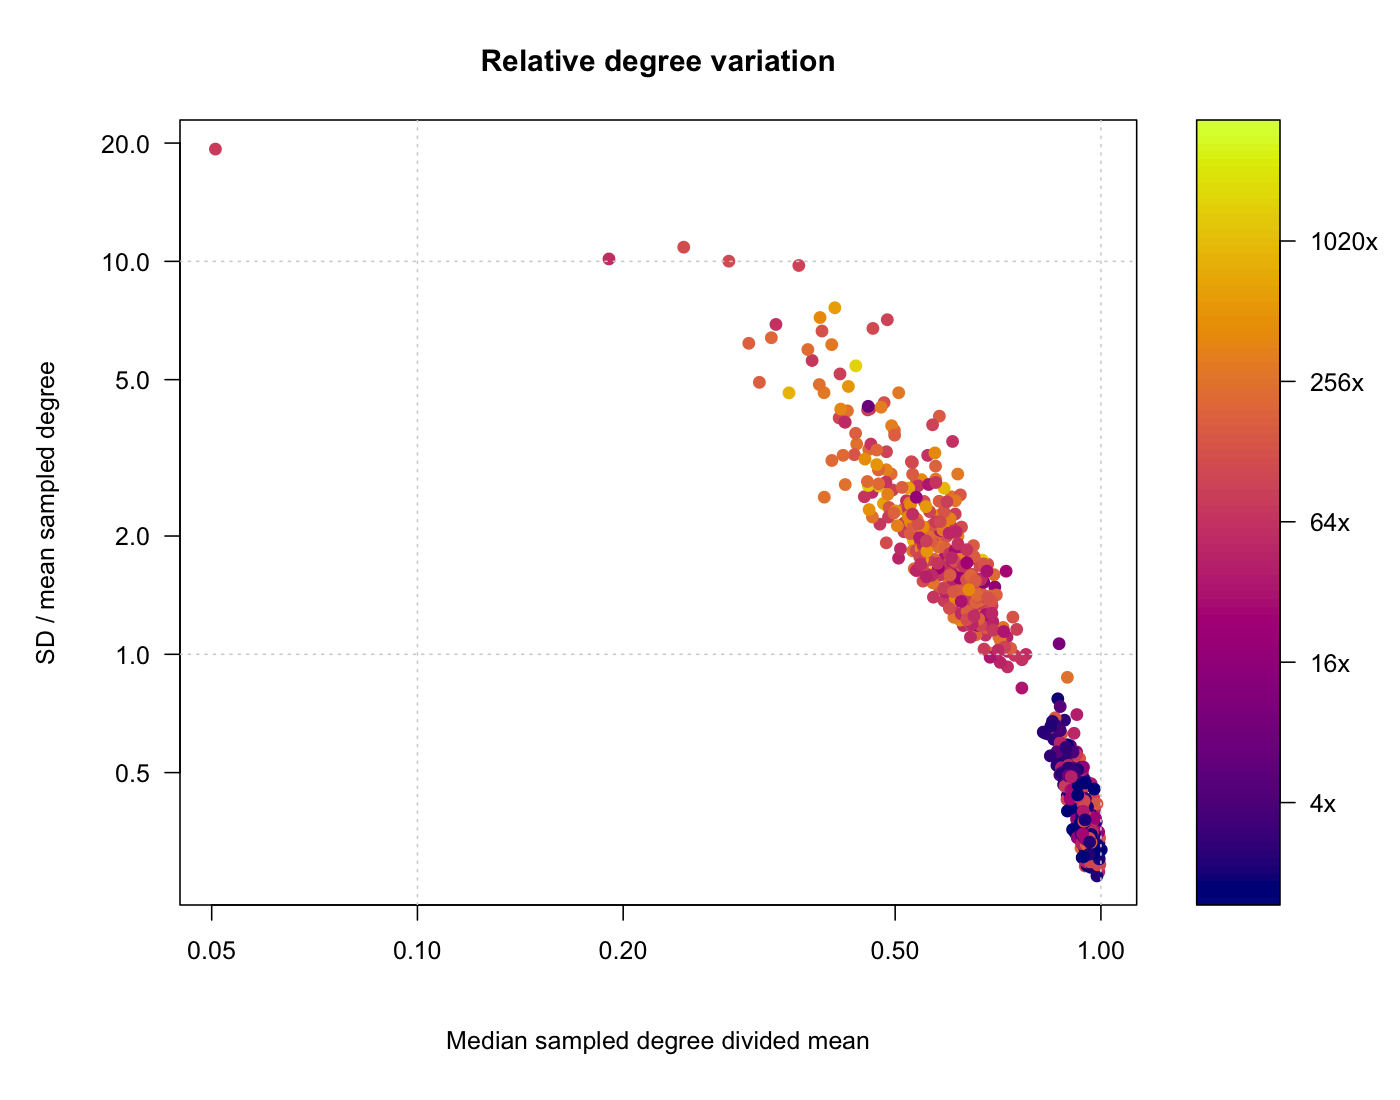 Relative degree variation
20.0
10.0
5.0
2.0
1.0
0.5
SD / mean sampled degree
0.05
0.10
0.20
0.50
1.00
Median sampled degree divided mean
1020x
256x
64x
16x
4x